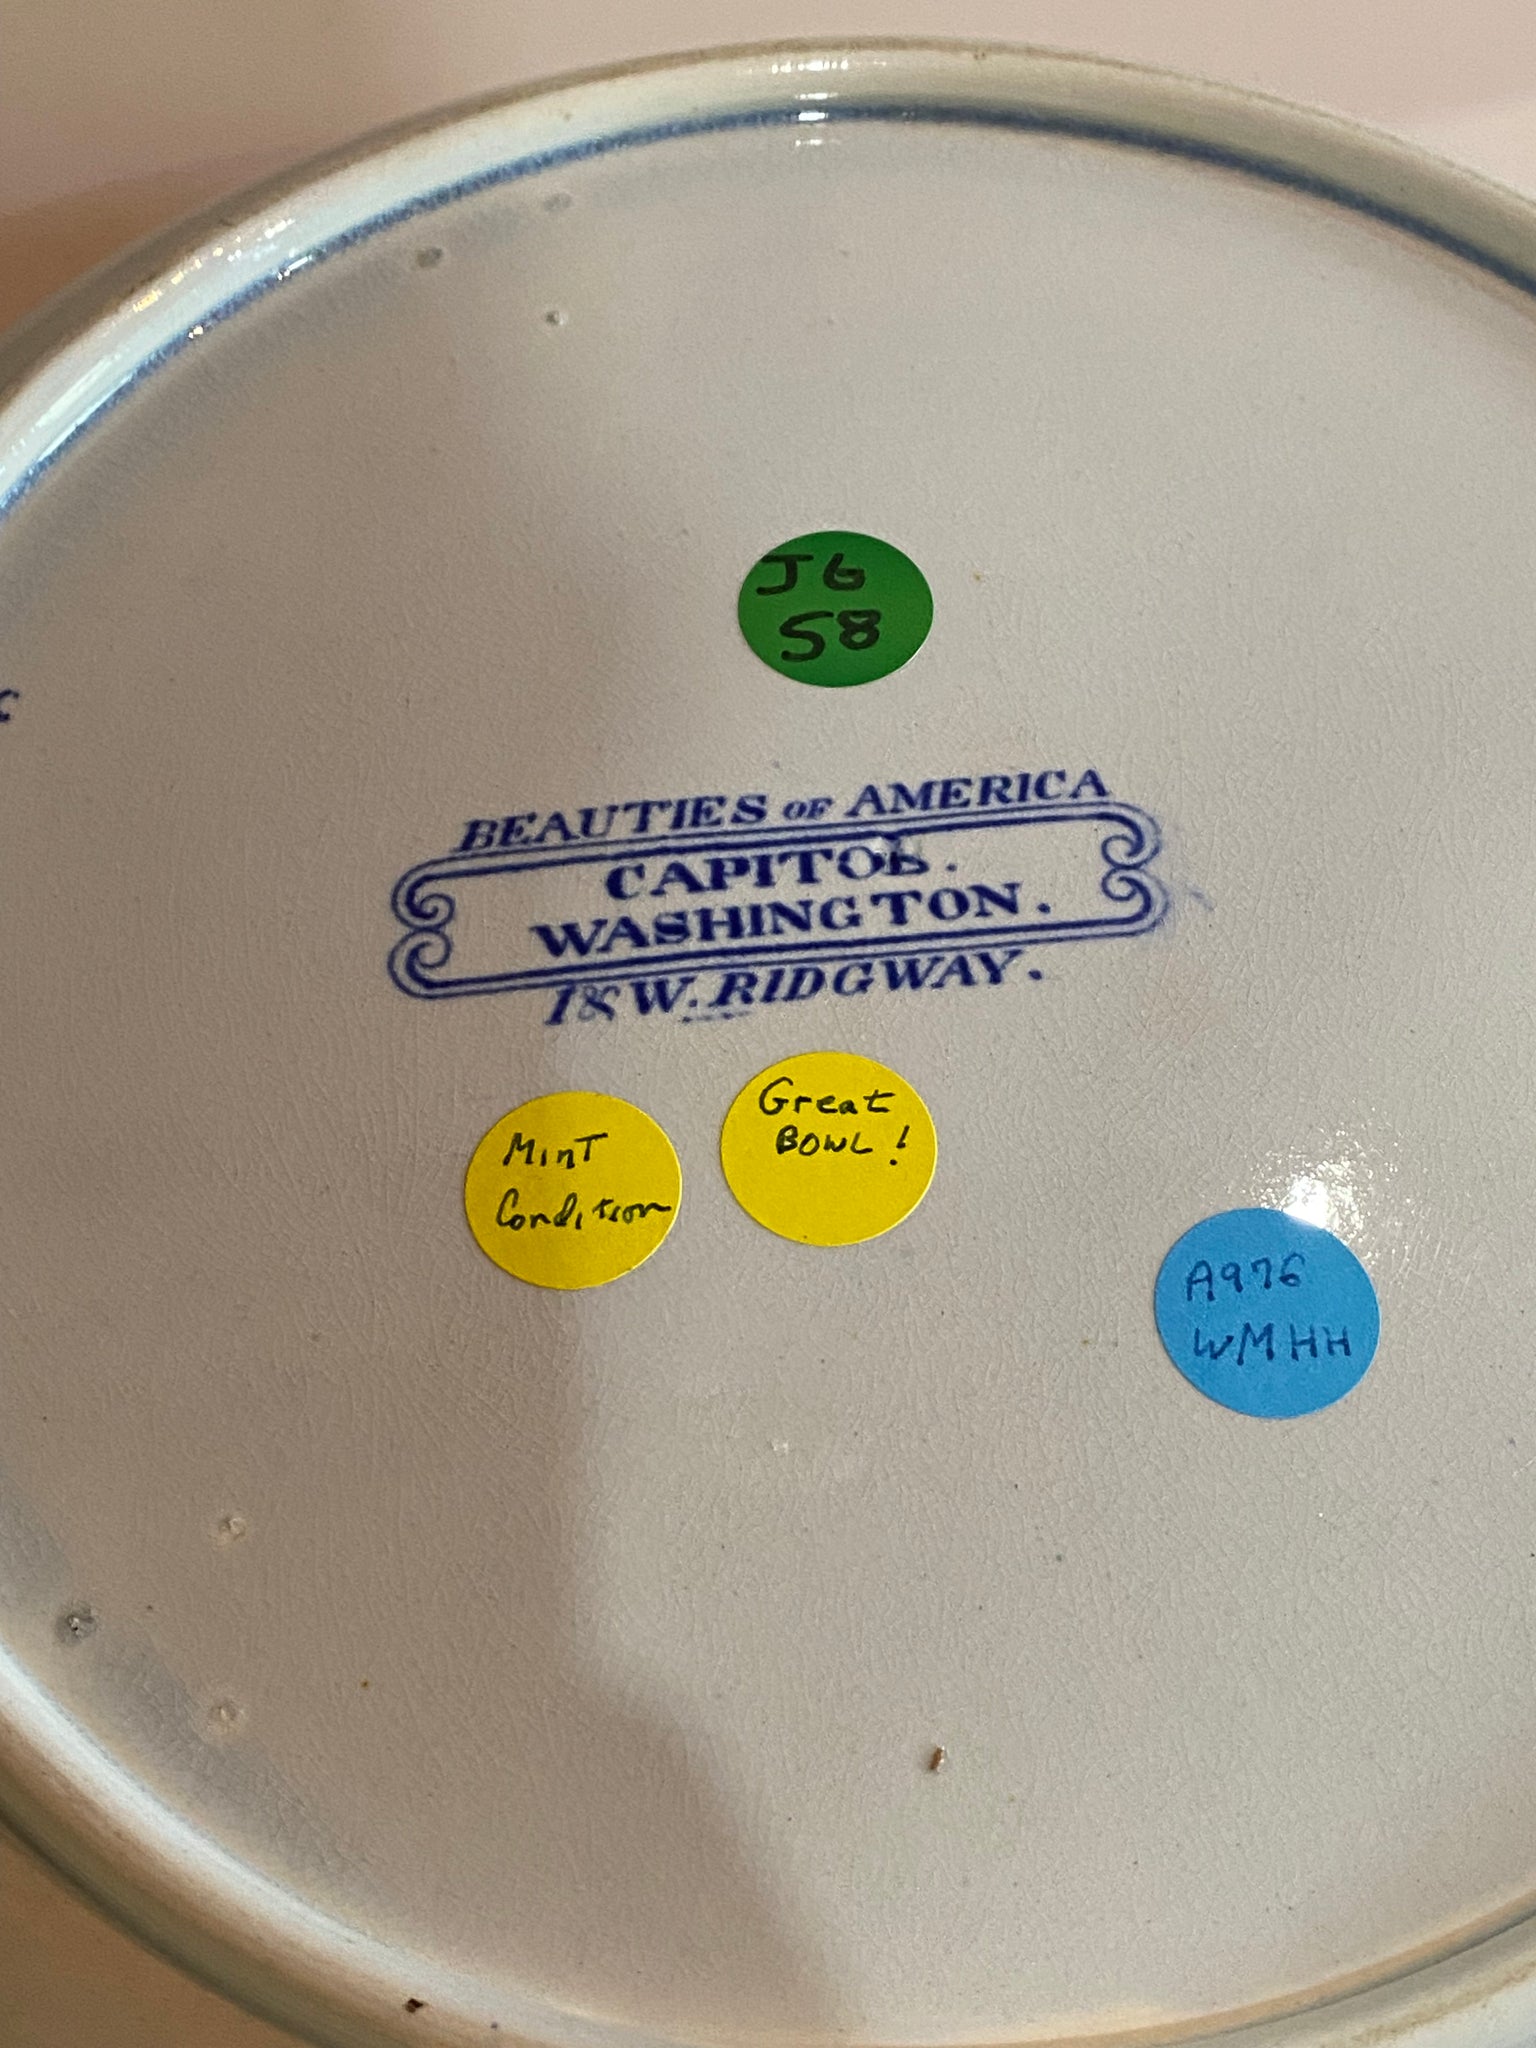 JG
58
BEAUTIES OF AMERICA
CAPITOL.
WASHINGTON.
I & W. RIDGWAY.
Great
BOWL!
MinT
Condition
A976
WMHH